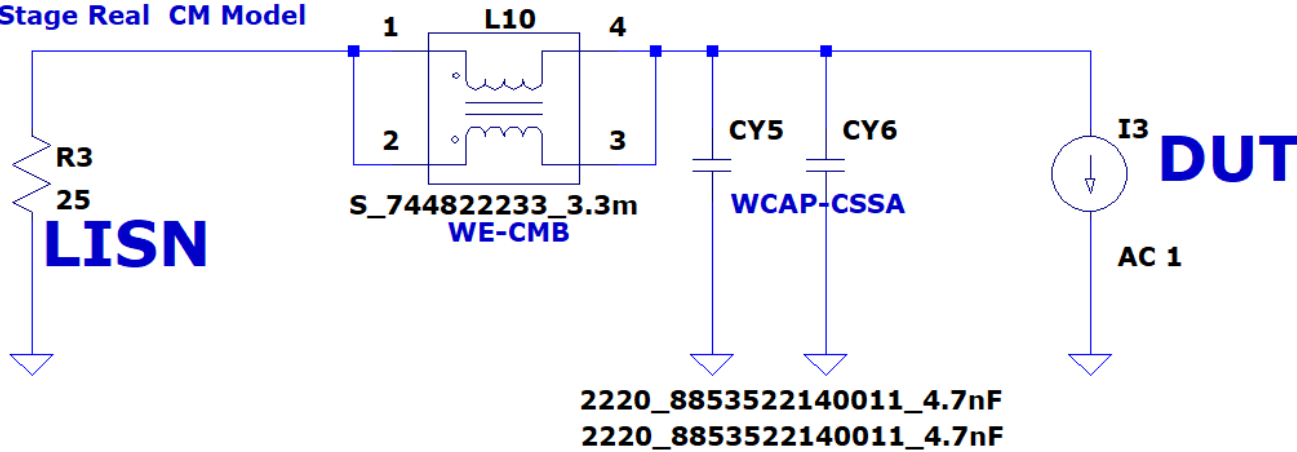 Stage Real CM Model
1
L10
4
2
3
R3
25
LISN
S_744822233_3.3m
WE-CMB
CY5
CY6
WCAP-CSSA
I3
DUT
AC 1
2220_8853522140011_4.7nF
2220_8853522140011_4.7nF